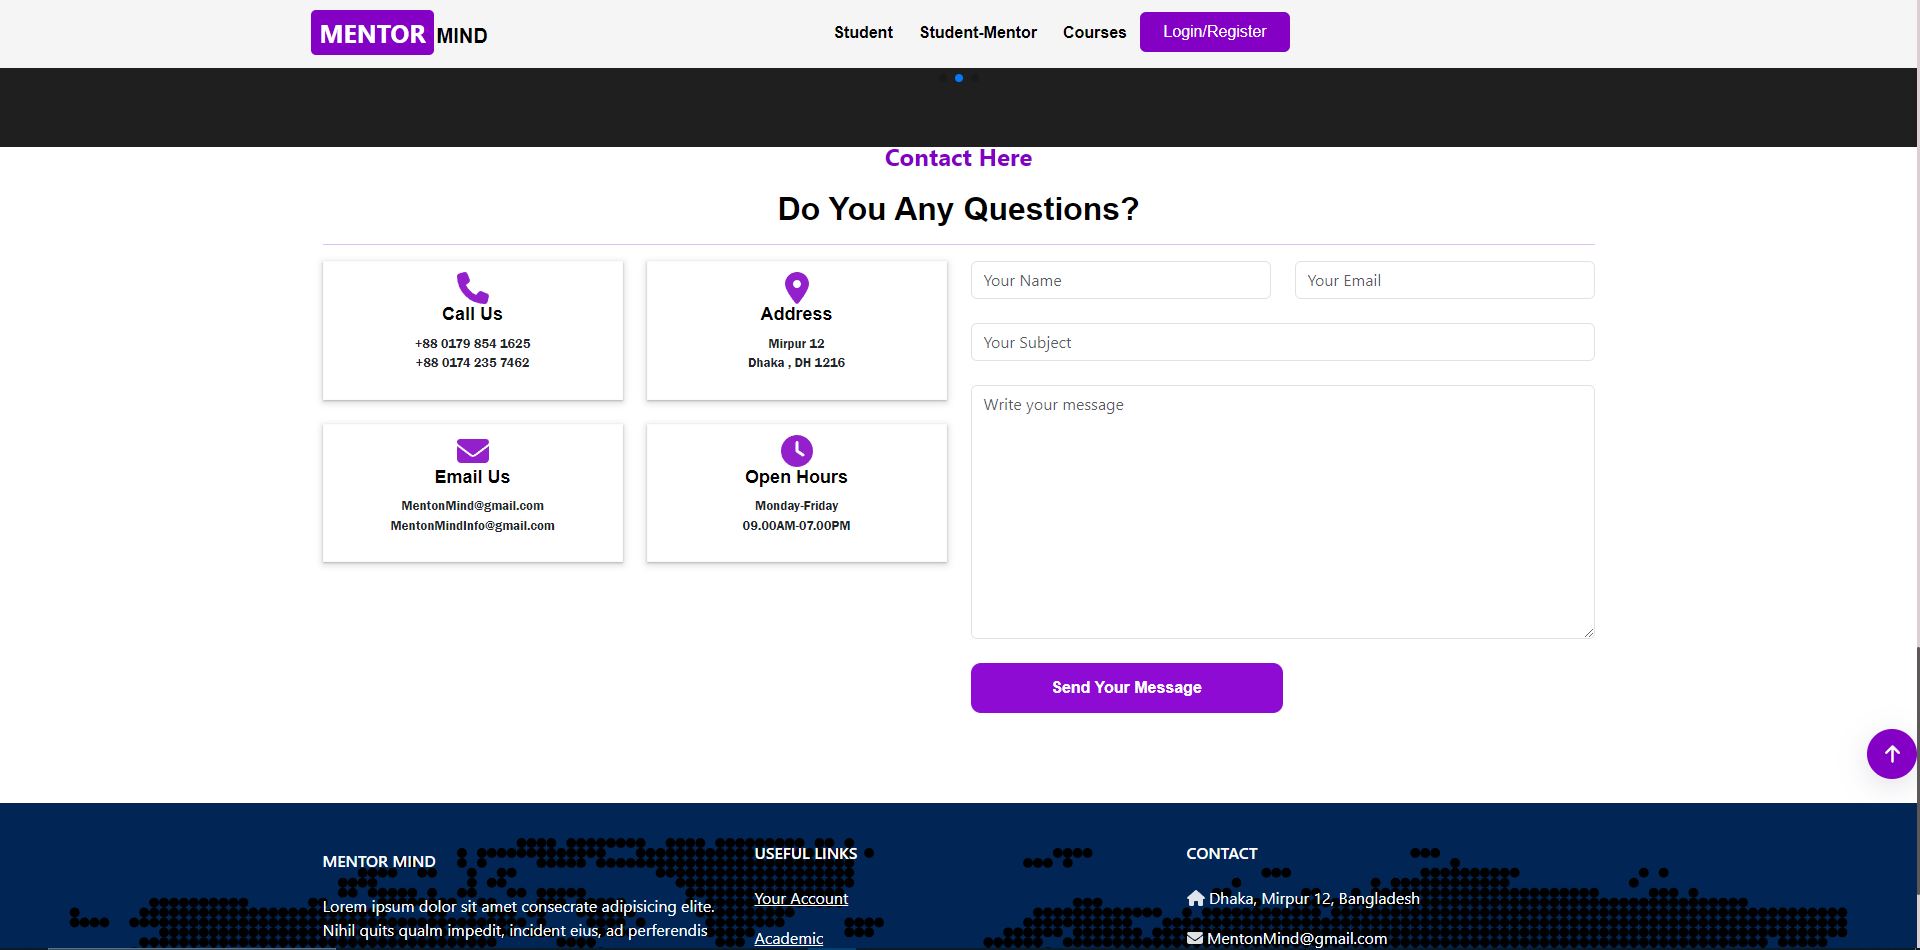 MENTOR MIND
Student Student-Mentor Courses Login/Register
Contact Here
Do You Any Questions?
Call Us
+88 0179 854 1625
+88 0174 235 7462
Address
Mirpur 12
Dhaka , DH 1216
Email Us
MentonMind@gmail.com
MentonMindInfo@gmail.com
Open Hours
Monday-Friday
09.00AM-07.00PM
Your Name
Your Email
Your Subject
Write your message
Send Your Message
MENTOR MIND
Lorem ipsum dolor sit amet consecrate adipisicing elite.
Nihil quits qualm impedit, incident eius, ad perferendis
USEFUL LINKS
Your Account
Academic
CONTACT
Dhaka, Mirpur 12, Bangladesh
MentonMind@gmail.com